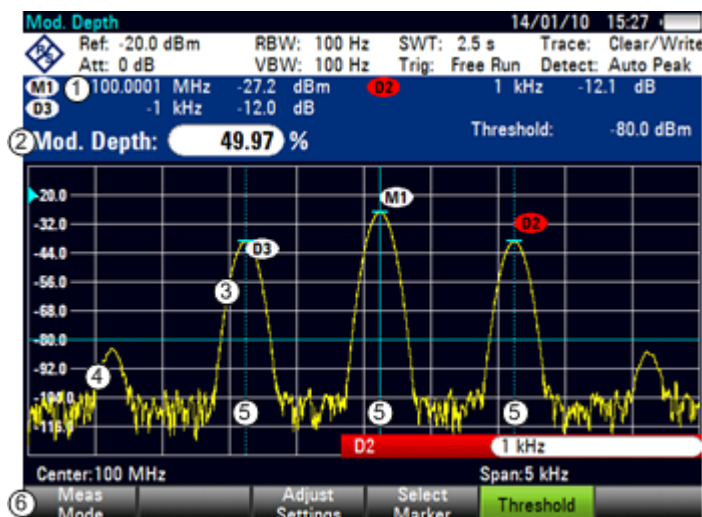 Mod. Depth 14/01/10 15:27
Ref: -20.0 dBm RBW: 100 Hz SWT: 2.5 s Trace: Clear/Write
Att: 0 dB VBW: 100 Hz Trig: Free Run Detect: Auto Peak
M1 1 100.0001 MHz -27.2 dBm D2 1 kHz -12.1 dB
D3 -1 kHz -12.0 dB
Threshold: -80.0 dBm
2 Mod. Depth: 49.97 %
-20.0
M1
-32.0
D2
D3
-44.0
-56.0
3
-68.0
-80.0
-92.0
4
-104.0
5 5 5
-116.0
D2 1 kHz
Center:100 MHz Span:5 kHz
6 Meas Mode
Adjust Settings
Select Marker
Threshold